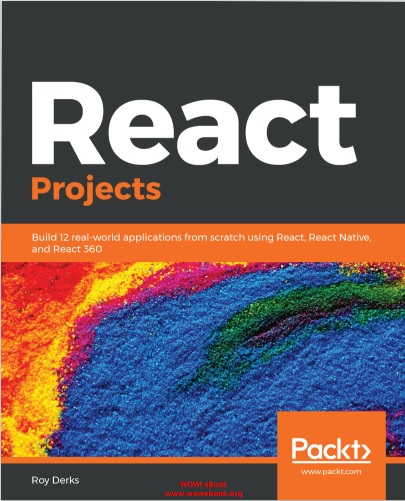 React
Projects
Build 12 real-world applications from scratch using React, React Native,
and React 360
Packt>
www.packt.com
Roy Derks
WOW! eBook
www.wowebook.org